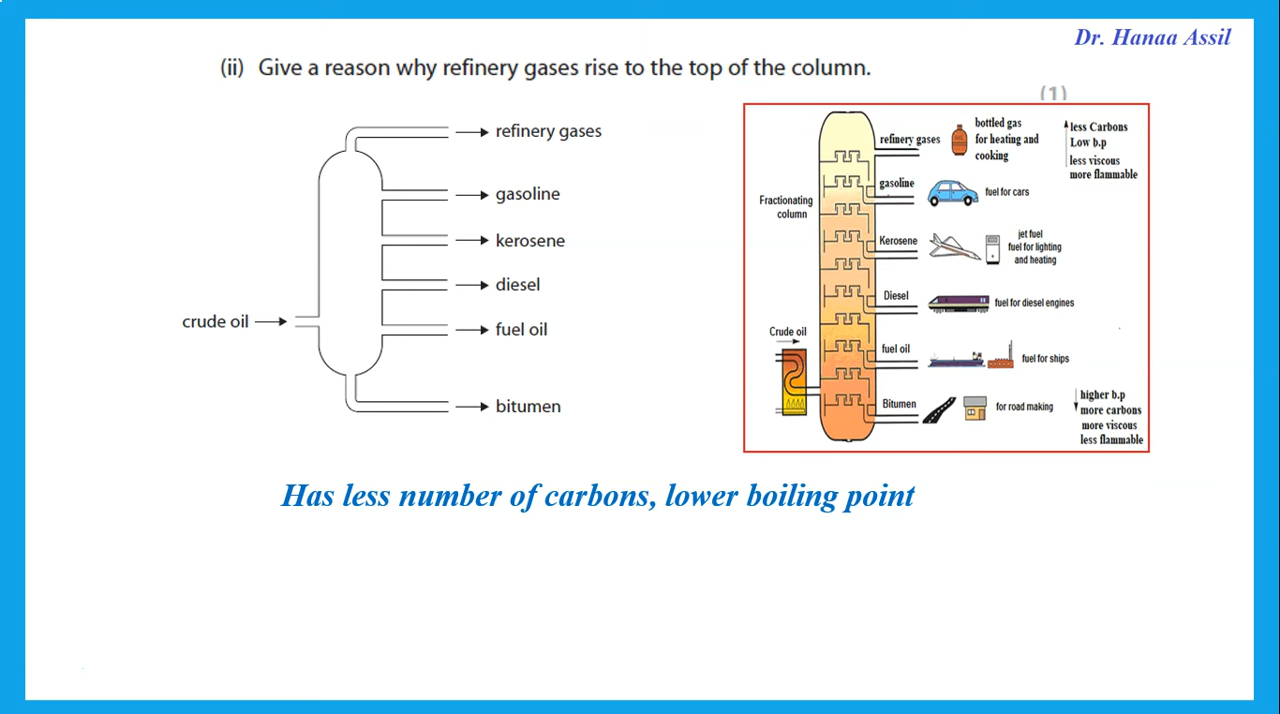 Dr. Hanaa Assil
(ii) Give a reason why refinery gases rise to the top of the column.
(1)
refinery gases
gasoline
kerosene
diesel
crude oil
fuel oil
bitumen
refinery gases
bottled gas
for heating and
cooking
less Carbons
Low b.p
less viscous
more flammable
gasoline
fuel for cars
Fractionating
column
Kerosene
jet fuel
fuel for lighting
and heating
Diesel
fuel for diesel engines
Crude oil
fuel oil
fuel for ships
Bitumen
for road making
higher b.p
more carbons
more viscous
less flammable
Has less number of carbons, lower boiling point